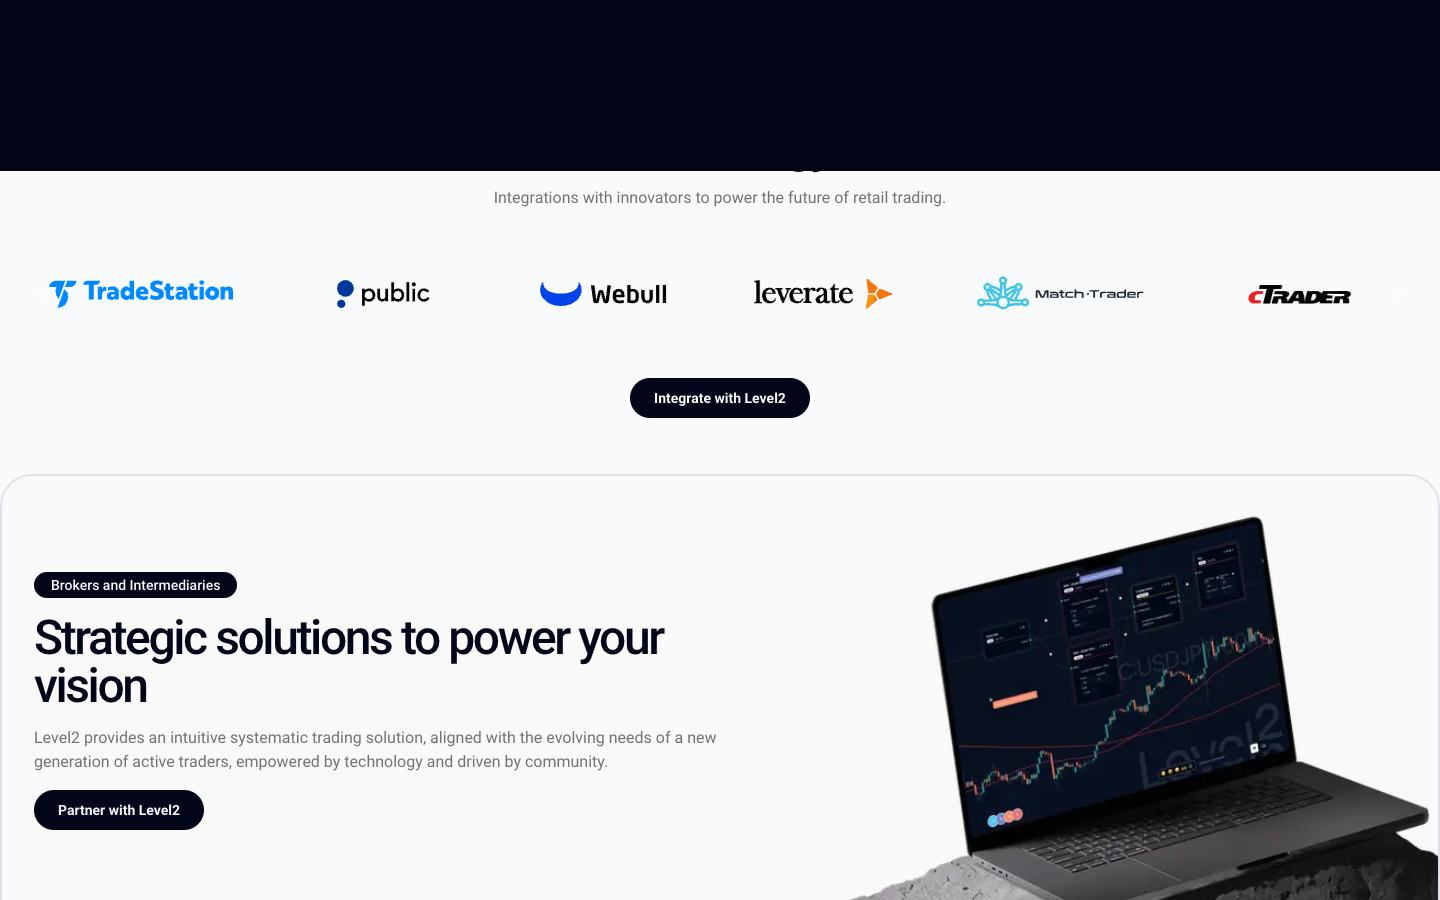 Integrations with innovators to power the future of retail trading.
TradeStation
public
Webull
leverate
Match-Trader
cTRADER
Integrate with Level2
Brokers and Intermediaries
Strategic solutions to power your
vision
Level2 provides an intuitive systematic trading solution, aligned with the evolving needs of a new
generation of active traders, empowered by technology and driven by community.
Partner with Level2
Level2